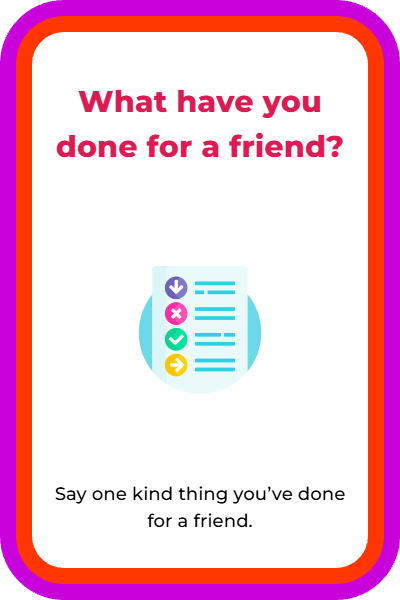 What have you
done for a friend?
Say one kind thing you’ve done
for a friend.